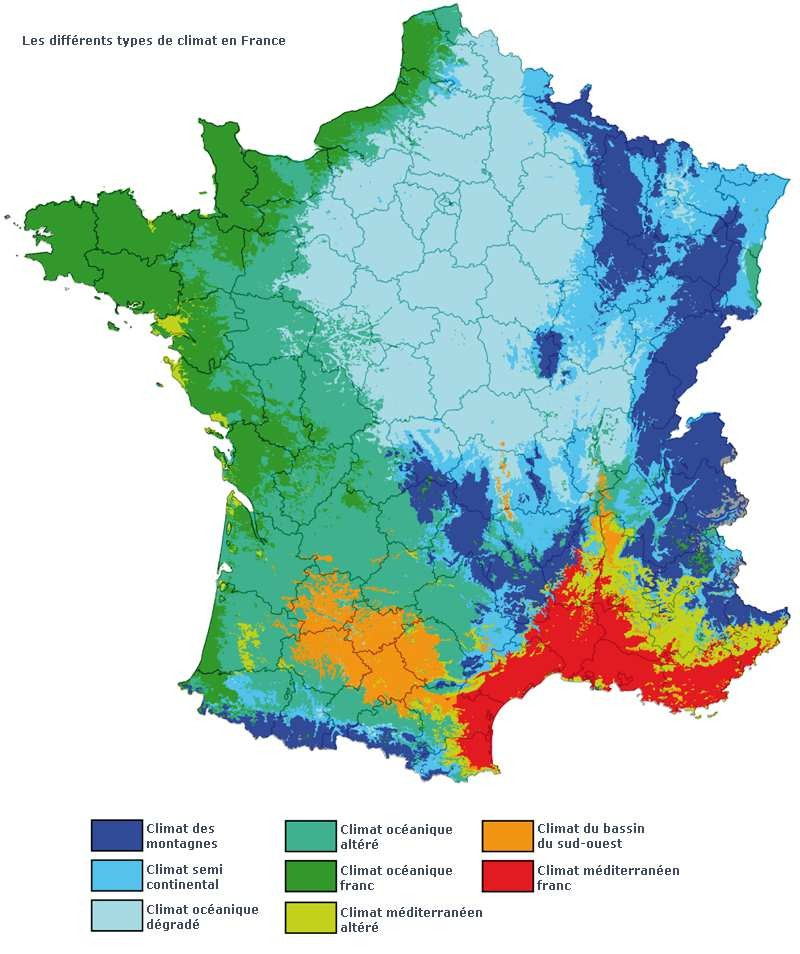 Les différents types de climat en France
Climat des
montagnes
Climat semi
continental
Climat océanique
dégradé
Climat océanique
altéré
Climat océanique
franc
Climat méditerranéen
altéré
Climat du bassin
du sud-ouest
Climat méditerranéen
franc